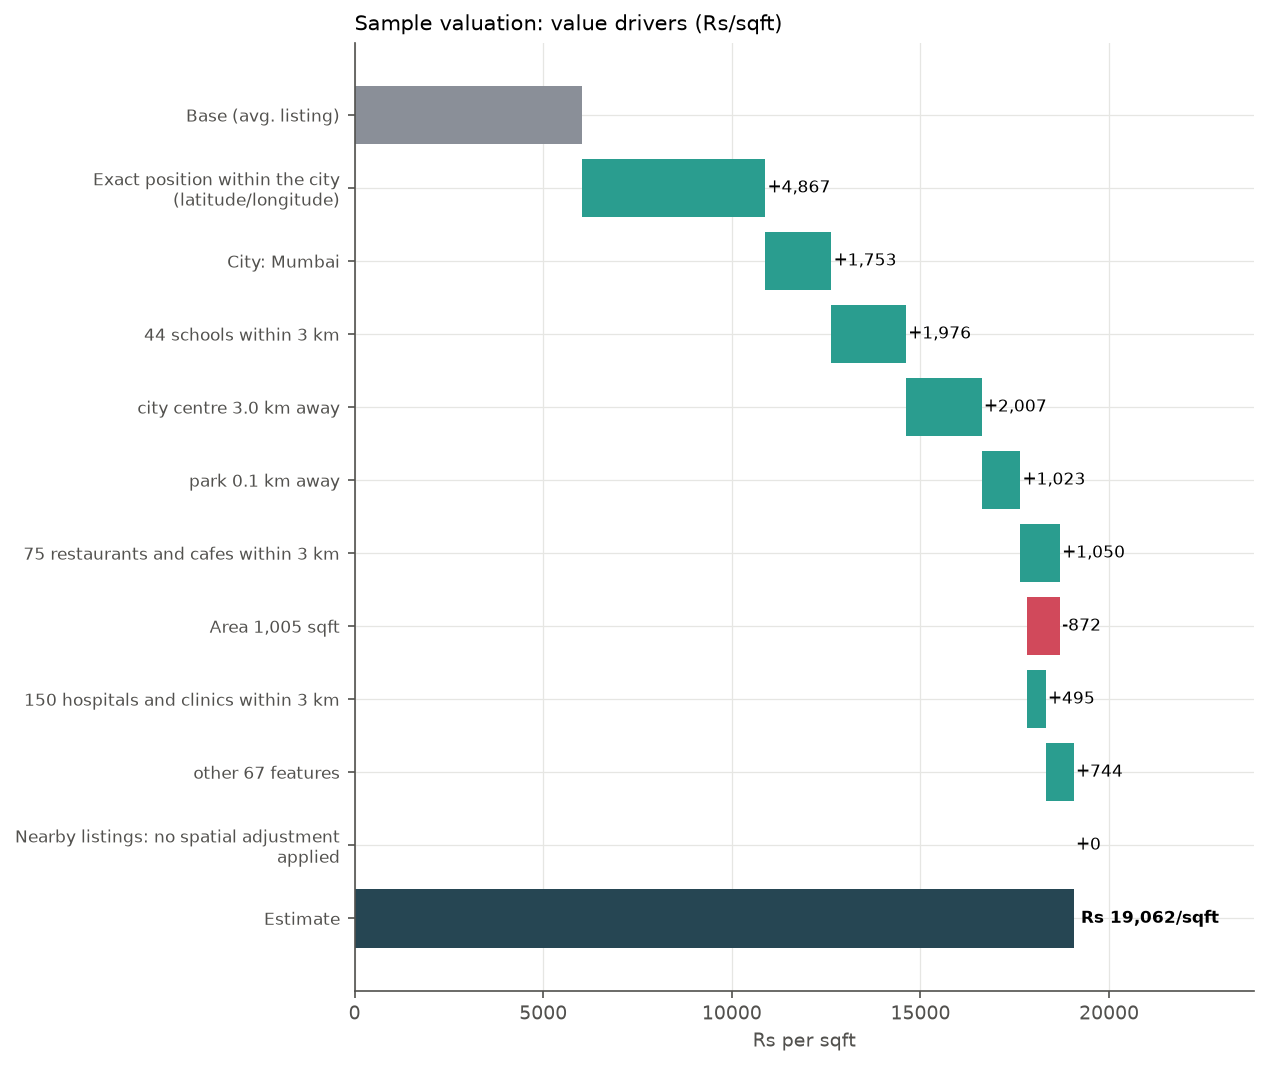 Sample valuation: value drivers (Rs/sqft)
Base (avg. listing)
Exact position within the city
(latitude/longitude)
+4,867
City: Mumbai
+1,753
44 schools within 3 km
+1,976
city centre 3.0 km away
+2,007
park 0.1 km away
+1,023
75 restaurants and cafes within 3 km
+1,050
Area 1,005 sqft
-872
150 hospitals and clinics within 3 km
+495
other 67 features
+744
Nearby listings: no spatial adjustment
applied
+0
Estimate
Rs 19,062/sqft
0 5000 10000 15000 20000
Rs per sqft